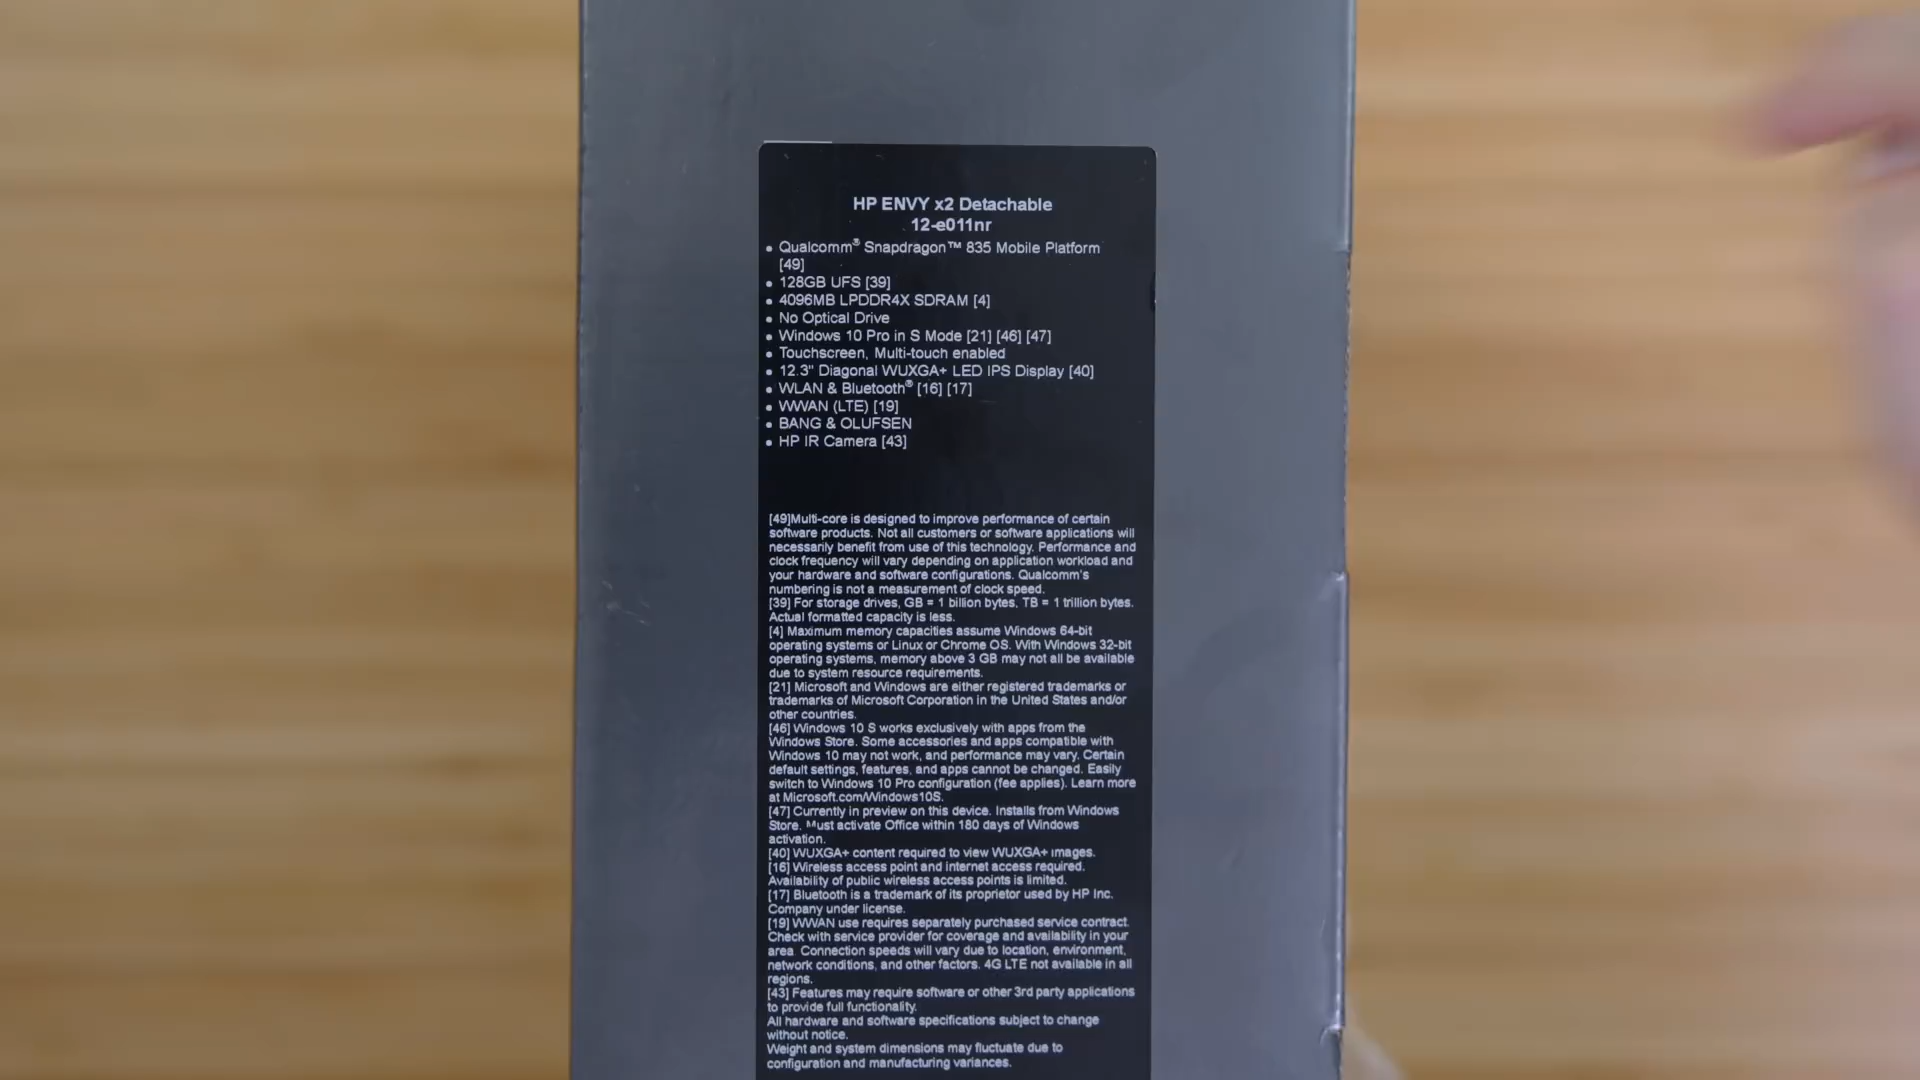 HP ENVY x2 Detachable
12-e011nr
• Qualcomm® Snapdragon™ 835 Mobile Platform
[49]
• 128GB UFS [39]
• 4096MB LPDDR4X SDRAM [4]
• No Optical Drive
• Windows 10 Pro in S Mode [21] [46] [47]
• Touchscreen, Multi-touch enabled
• 12.3" Diagonal WUXGA+ LED IPS Display [40]
• WLAN & Bluetooth® [16] [17]
• WWAN (LTE) [19]
• BANG & OLUFSEN
• HP IR Camera [43]
[49]Multi-core is designed to improve performance of certain
software products. Not all customers or software applications will
necessarily benefit from use of this technology. Performance and
clock frequency will vary depending on application workload and
your hardware and software configurations. Qualcomm's
numbering is not a measurement of clock speed.
[39] For storage drives, GB = 1 billion bytes. TB = 1 trillion bytes.
Actual formatted capacity is less.
[4] Maximum memory capacities assume Windows 64-bit
operating systems or Linux or Chrome OS. With Windows 32-bit
operating systems, memory above 3 GB may not all be available
due to system resource requirements.
[21] Microsoft and Windows are either registered trademarks or
trademarks of Microsoft Corporation in the United States and/or
other countries.
[46] Windows 10 S works exclusively with apps from the
Windows Store. Some accessories and apps compatible with
Windows 10 may not work, and performance may vary. Certain
default settings, features, and apps cannot be changed. Easily
switch to Windows 10 Pro configuration (fee applies). Learn more
at Microsoft.com/Windows10S.
[47] Currently in preview on this device. Installs from Windows
Store. Must activate Office within 180 days of Windows
activation.
[40] WUXGA+ content required to view WUXGA+ images.
[16] Wireless access point and internet access required.
Availability of public wireless access points is limited.
[17] Bluetooth is a trademark of its proprietor used by HP Inc.
Company under license.
[19] WWAN use requires separately purchased service contract.
Check with service provider for coverage and availability in your
area. Connection speeds will vary due to location, environment,
network conditions, and other factors. 4G LTE not available in all
regions.
[43] Features may require software or other 3rd party applications
to provide full functionality.
All hardware and software specifications subject to change
without notice.
Weight and system dimensions may fluctuate due to
configuration and manufacturing variances.